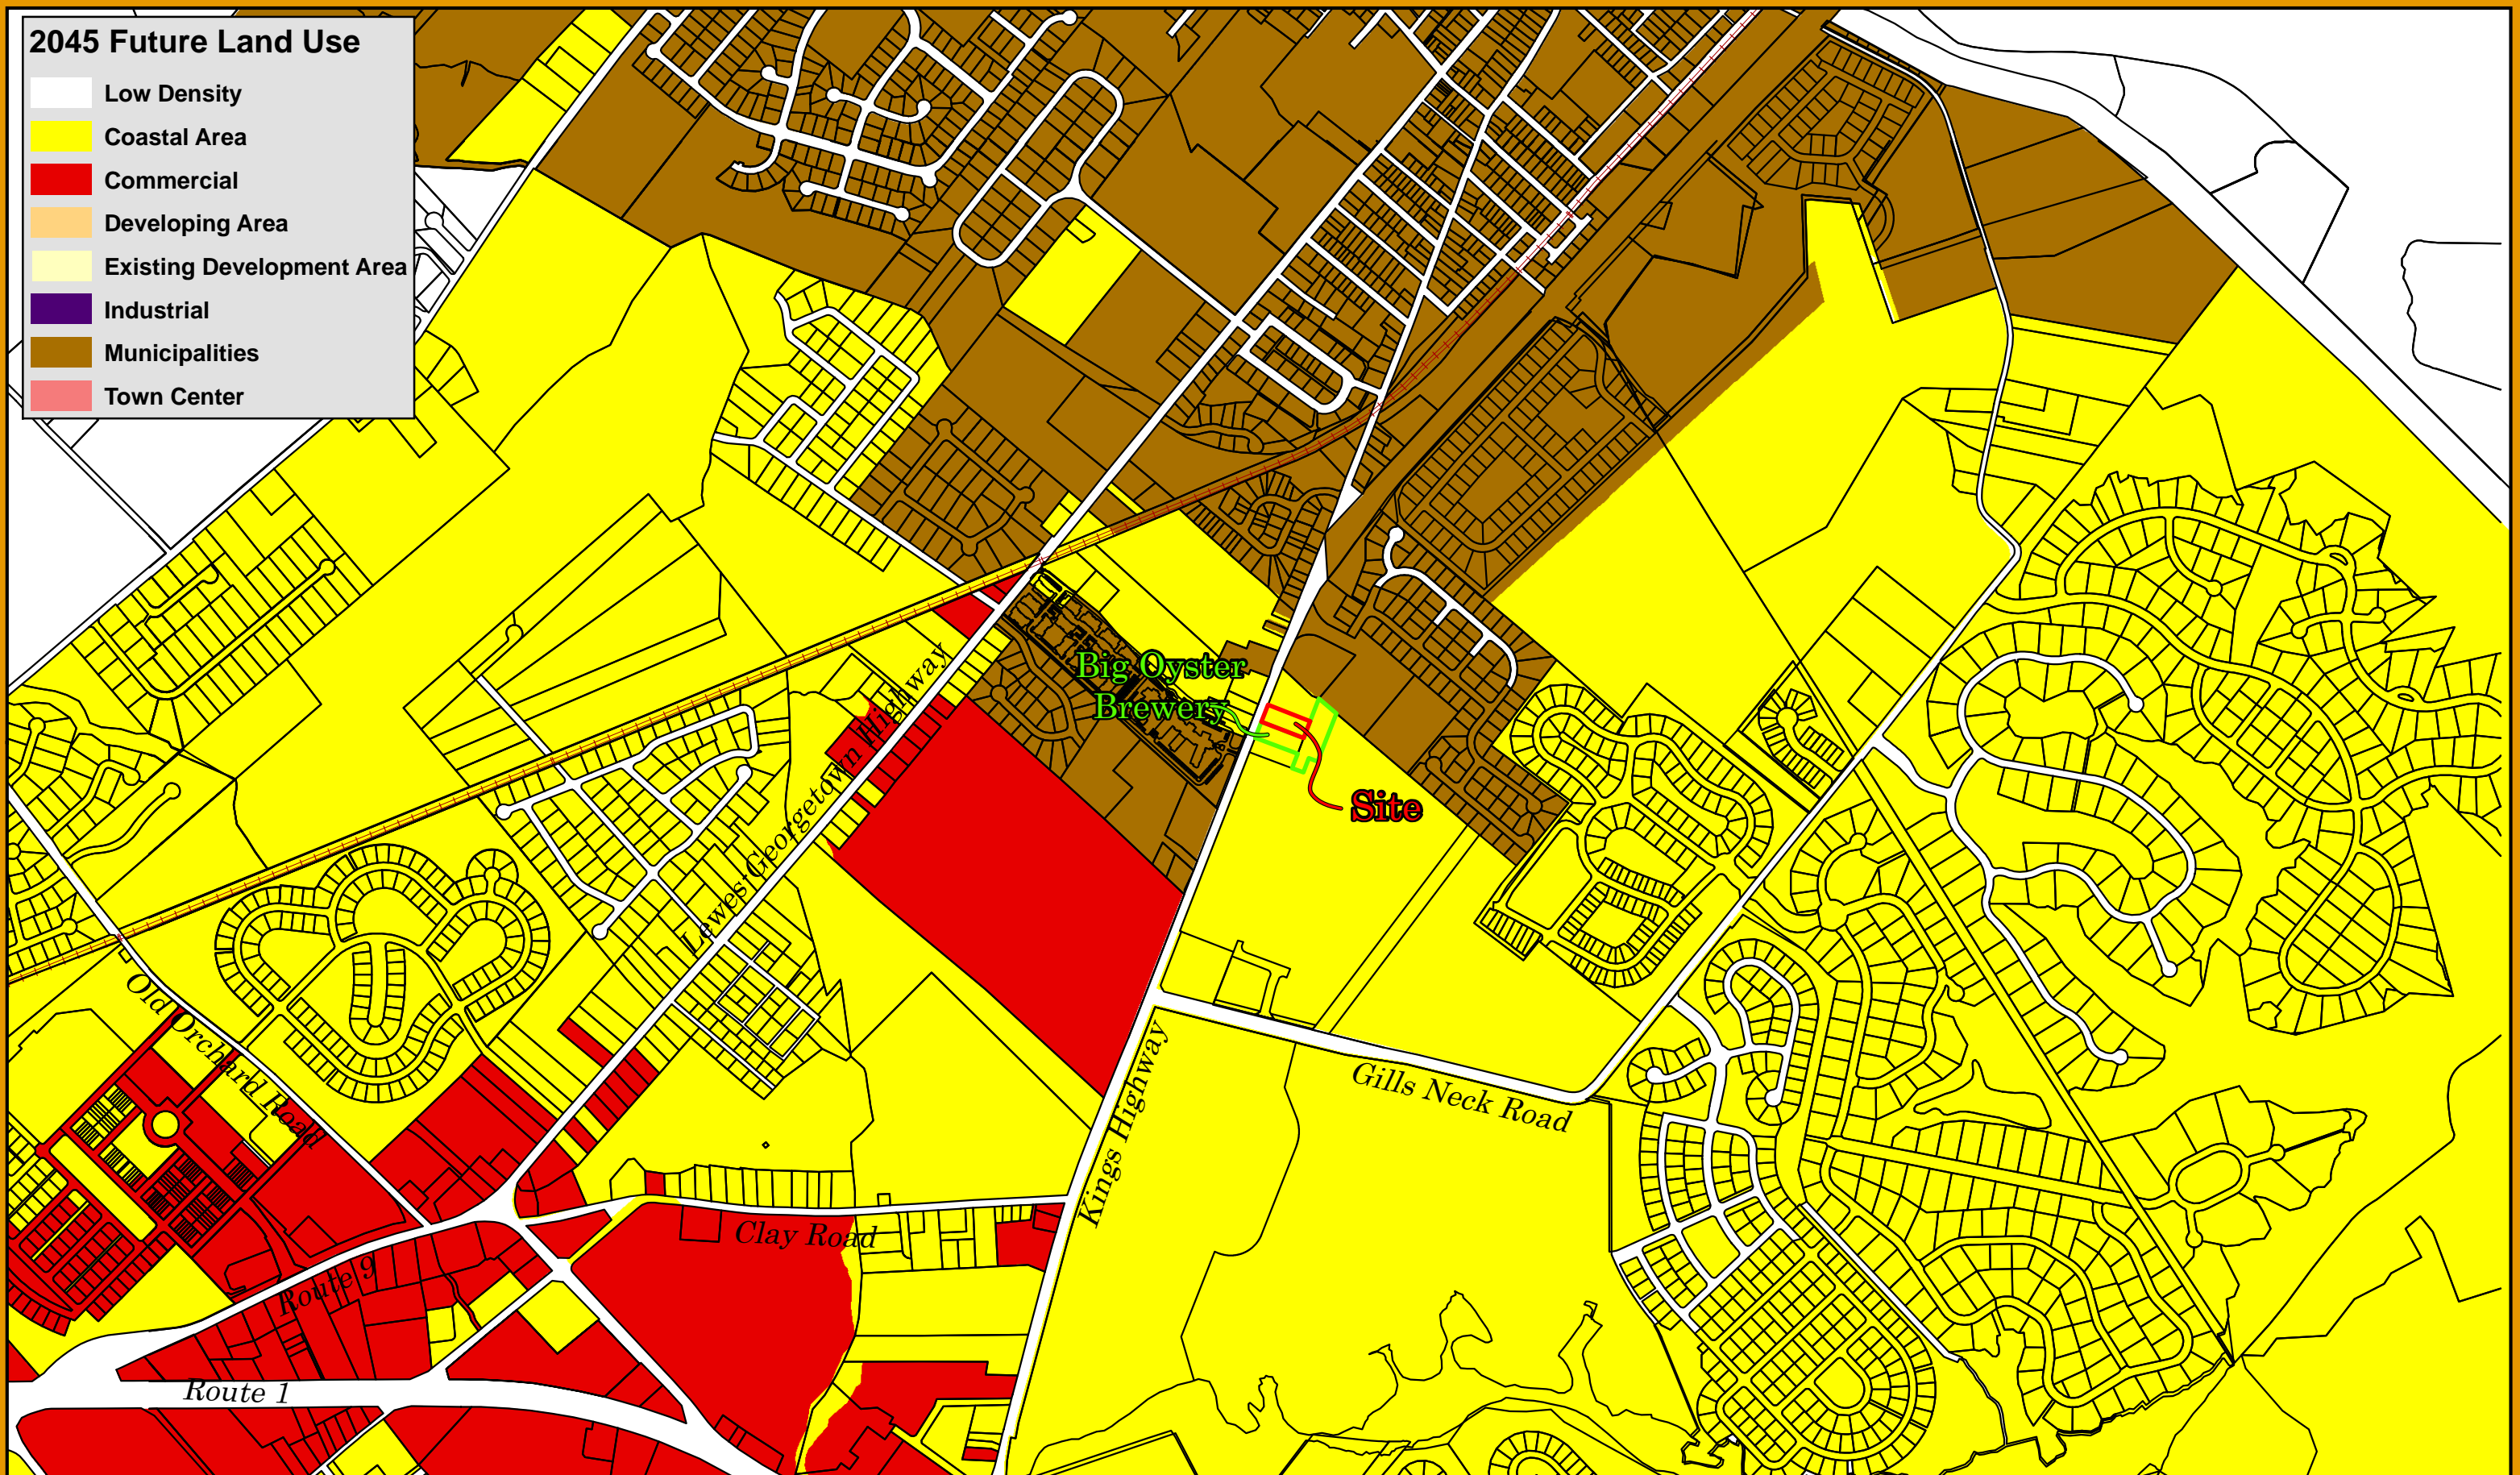 2045 Future Land Use
Low Density
Coastal Area
Commercial
Developing Area
Existing Development Area
Industrial
Municipalities
Town Center
Big Oyster
Brewery
Site
Lewes Georgetown Highway
Old Orchard Road
Kings Highway
Gills Neck Road
Clay Road
Route 9
Route 1